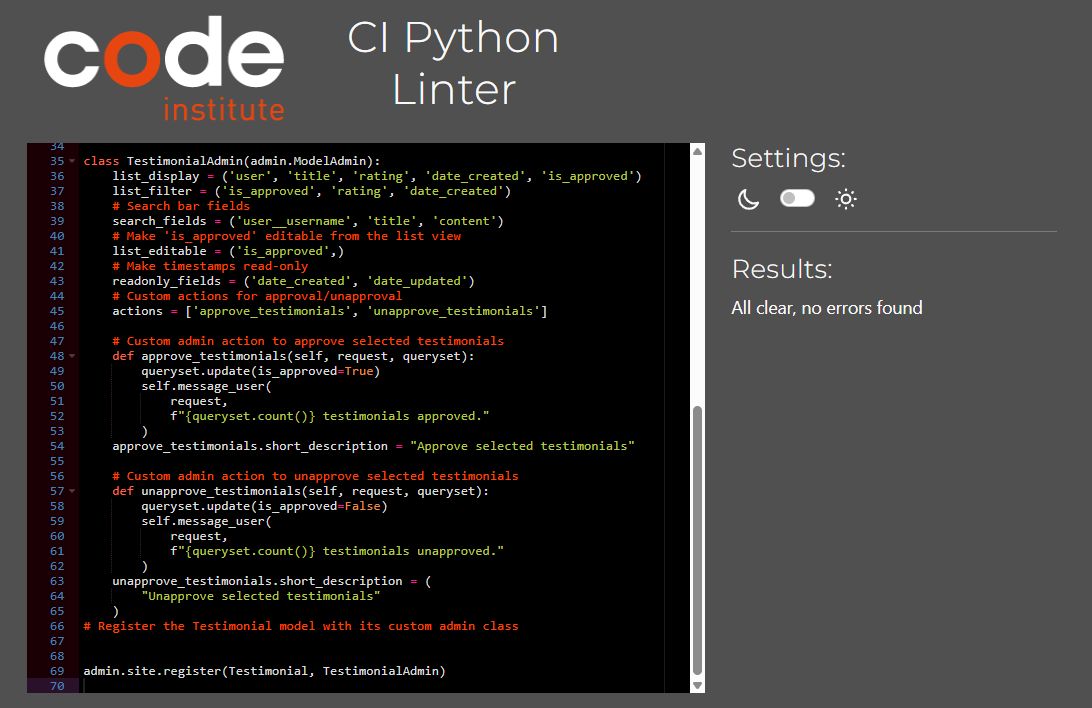 code
institute
CI Python
Linter
34
35 class TestimonialAdmin(admin.ModelAdmin):
36     list_display = ('user', 'title', 'rating', 'date_created', 'is_approved')
37     list_filter = ('is_approved', 'rating', 'date_created')
38     # Search bar fields
39     search_fields = ('user__username', 'title', 'content')
40     # Make 'is_approved' editable from the list view
41     list_editable = ('is_approved',)
42     # Make timestamps read-only
43     readonly_fields = ('date_created', 'date_updated')
44     # Custom actions for approval/unapproval
45     actions = ['approve_testimonials', 'unapprove_testimonials']
46
47     # Custom admin action to approve selected testimonials
48     def approve_testimonials(self, request, queryset):
49         queryset.update(is_approved=True)
50         self.message_user(
51             request,
52             f"{queryset.count()} testimonials approved."
53         )
54     approve_testimonials.short_description = "Approve selected testimonials"
55
56     # Custom admin action to unapprove selected testimonials
57     def unapprove_testimonials(self, request, queryset):
58         queryset.update(is_approved=False)
59         self.message_user(
60             request,
61             f"{queryset.count()} testimonials unapproved."
62         )
63     unapprove_testimonials.short_description = (
64         "Unapprove selected testimonials"
65     )
66 # Register the Testimonial model with its custom admin class
67
68
69 admin.site.register(Testimonial, TestimonialAdmin)
70
Settings:
Results:
All clear, no errors found